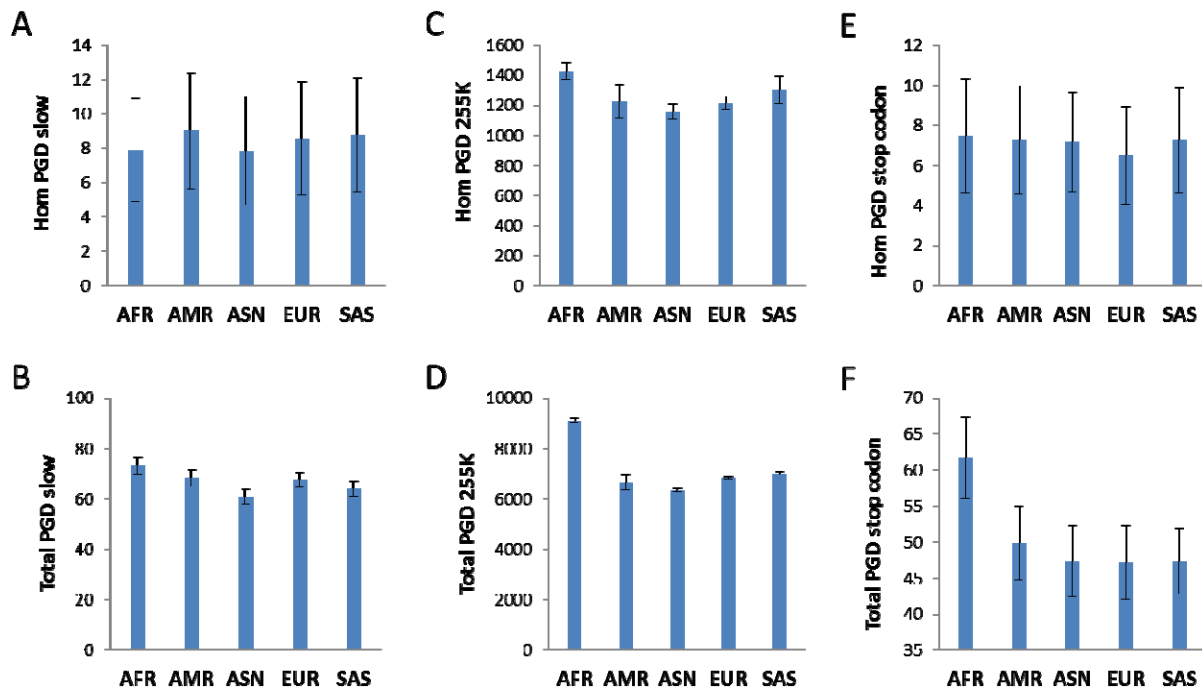 A
Hom PGD slow
14
12
10
8
6
4
2
0
AFR AMR ASN EUR SAS
C
Hom PGD 255K
1600
1400
1200
1000
800
600
400
200
0
AFR AMR ASN EUR SAS
E
Hom PGD stop codon
12
10
8
6
4
2
0
AFR AMR ASN EUR SAS
B
Total PGD slow
100
80
60
40
20
0
AFR AMR ASN EUR SAS
D
Total PGD 255K
10000
8000
6000
4000
2000
0
AFR AMR ASN EUR SAS
F
Total PGD stop codon
70
65
60
55
50
45
40
35
AFR AMR ASN EUR SAS